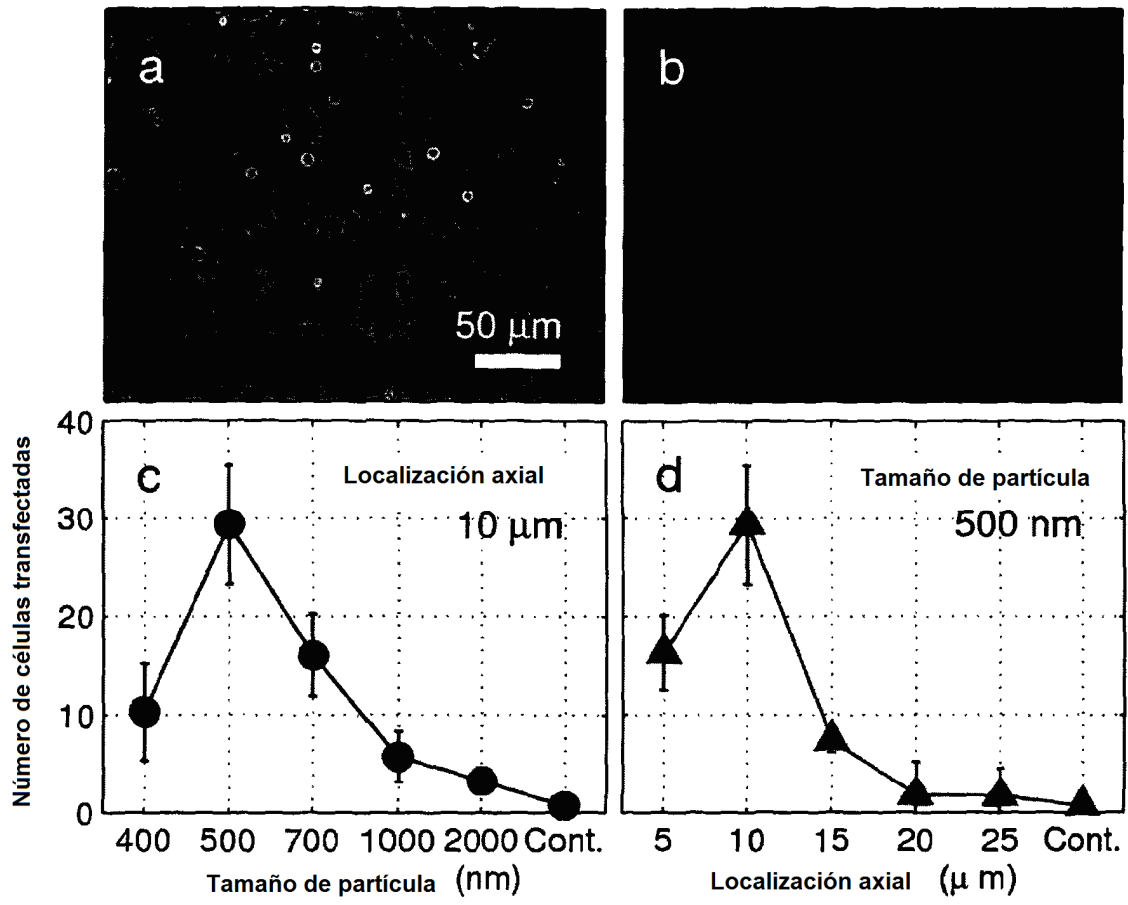 a
b
50 μm
Número de células transfectadas
40
30
20
10
0
c
Localización axial
10 μm
400 500 700 1000 2000 Cont.
Tamaño de partícula (nm)
d
Tamaño de partícula
500 nm
5 10 15 20 25 Cont.
Localización axial (μ m)